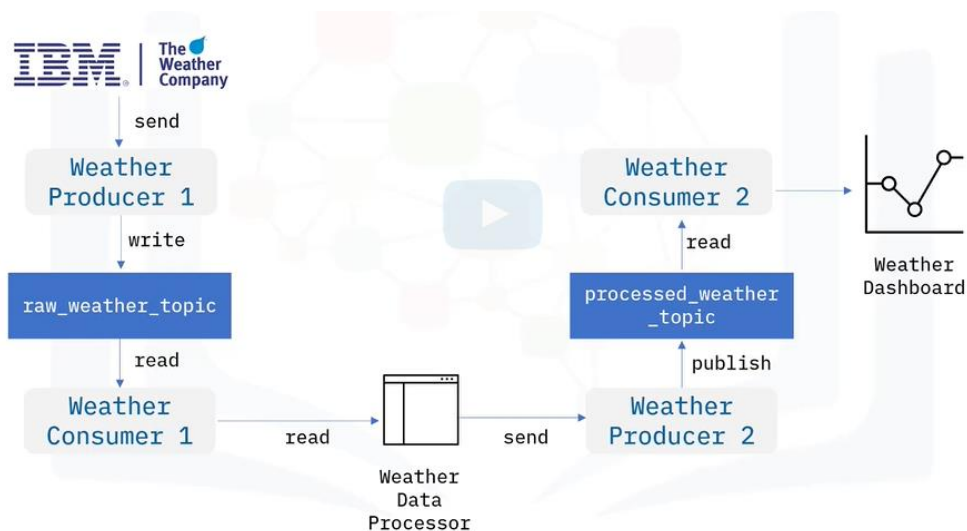 IBM®
The
Weather
Company
send
Weather
Producer 1
write
raw_weather_topic
read
Weather
Consumer 1
read
Weather
Data
Processor
send
Weather
Producer 2
publish
processed_weather
_topic
read
Weather
Consumer 2
Weather
Dashboard